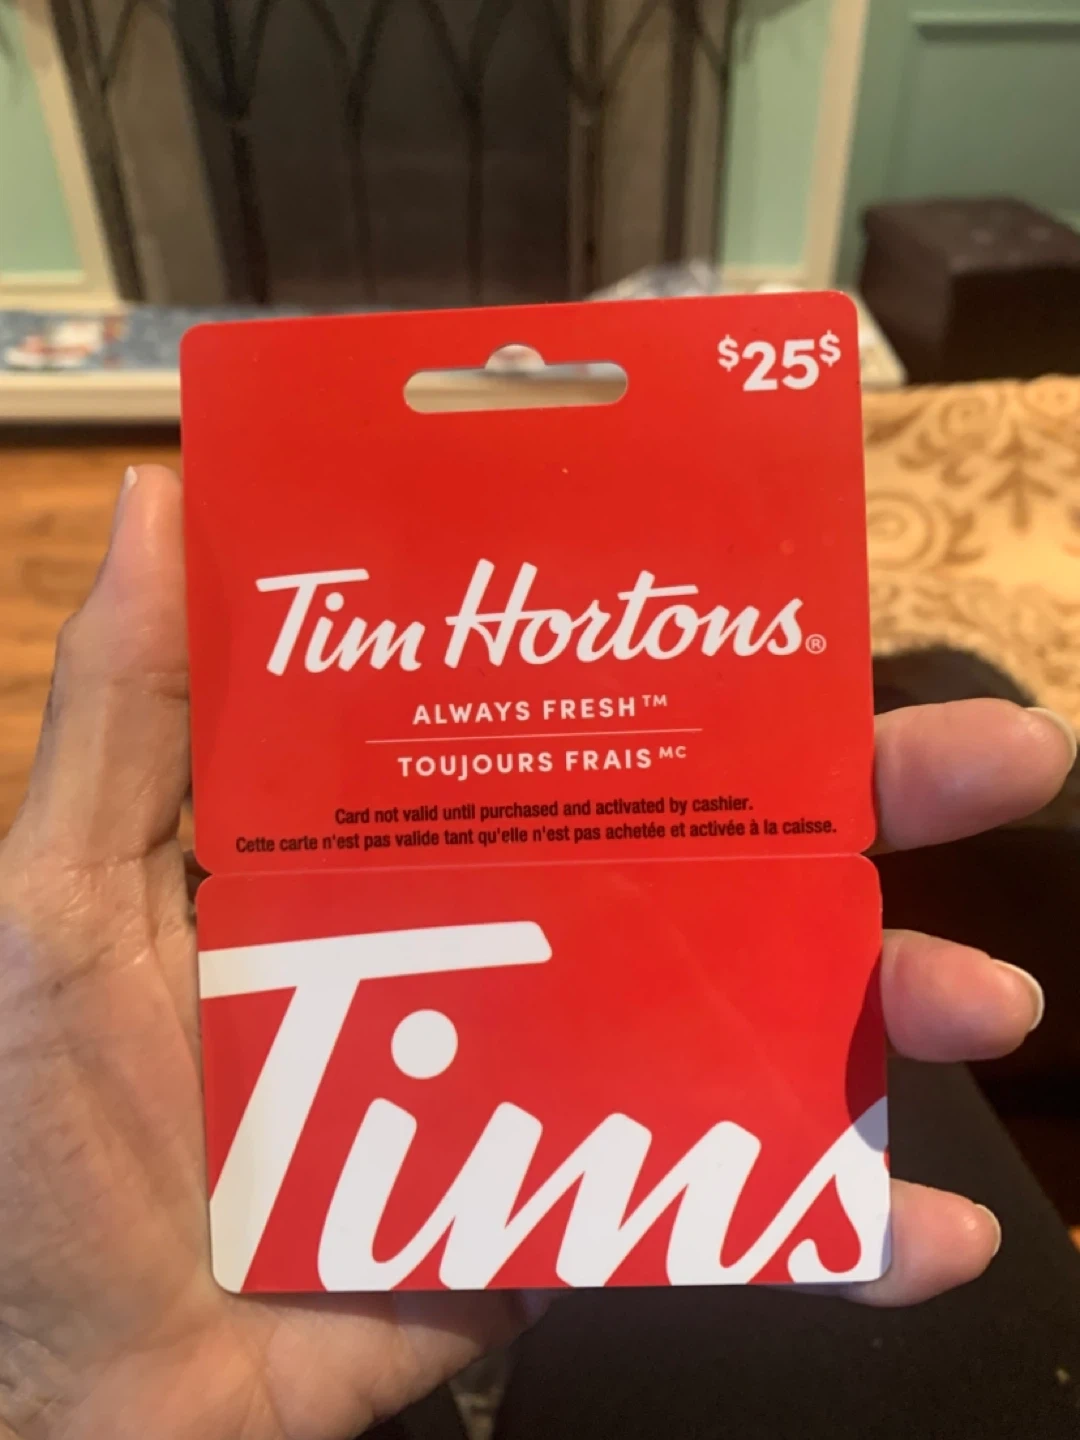 $25$
Tim Hortons®
ALWAYS FRESH™
TOUJOURS FRAIS MC
Card not valid until purchased and activated by cashier.
Cette carte n'est pas valide tant qu'elle n'est pas achetée et activée à la caisse.
Tims